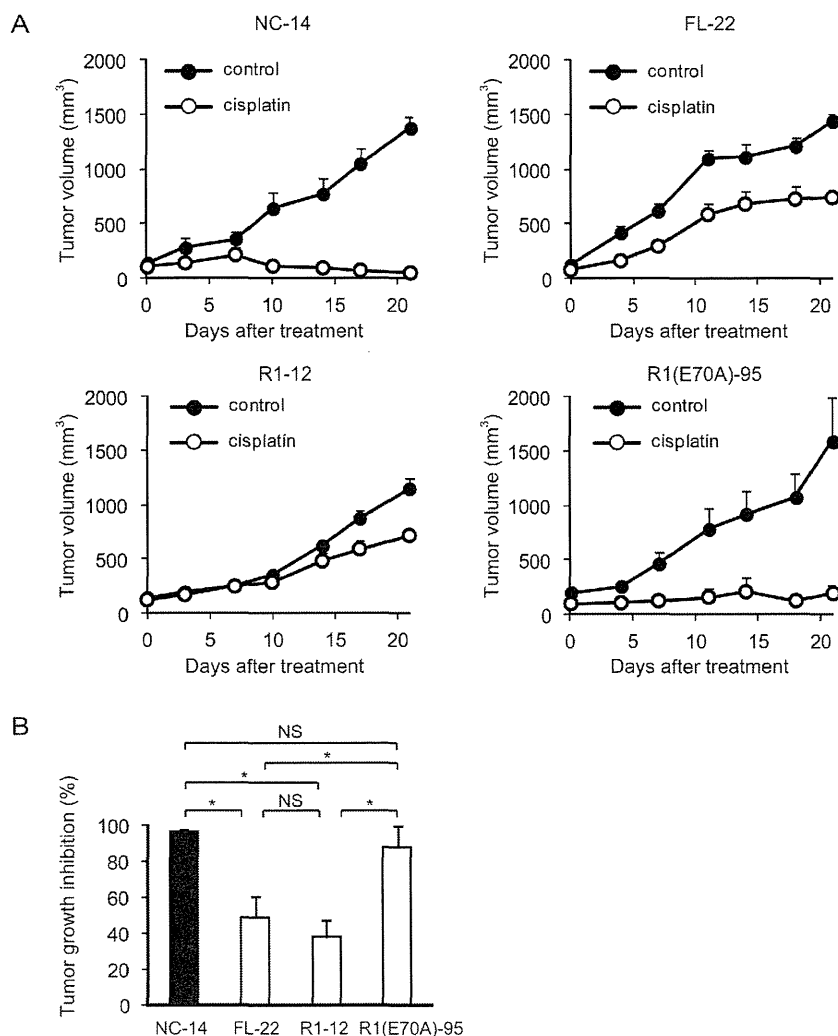 A
NC-14
2000
1500
1000
500
0
Tumor volume (mm³)
control
cisplatin
0 5 10 15 20
Days after treatment
FL-22
2000
1500
1000
500
0
Tumor volume (mm³)
control
cisplatin
0 5 10 15 20
Days after treatment
R1-12
2000
1500
1000
500
0
Tumor volume (mm³)
control
cisplatin
0 5 10 15 20
Days after treatment
R1(E70A)-95
2000
1500
1000
500
0
Tumor volume (mm³)
control
cisplatin
0 5 10 15 20
Days after treatment
B
NS
*
*
* NS *
100
80
60
40
20
0
Tumor growth inhibition (%)
NC-14 FL-22 R1-12 R1(E70A)-95